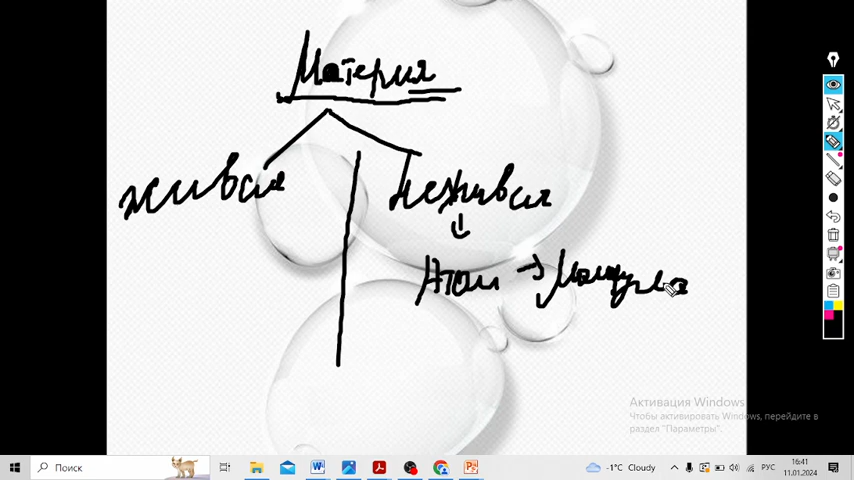 Материя
живая неживая
Атом → Молекула
Активация Windows
Чтобы активировать Windows, перейдите в
раздел "Параметры".
Поиск
-1°C Cloudy
РУС
16:41
11.01.2024